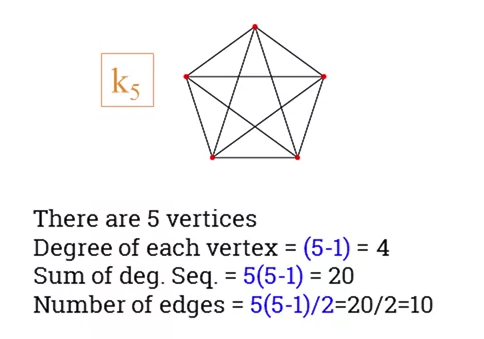 k₅
There are 5 vertices
Degree of each vertex = (5-1) = 4
Sum of deg. Seq. = 5(5-1) = 20
Number of edges = 5(5-1)/2=20/2=10